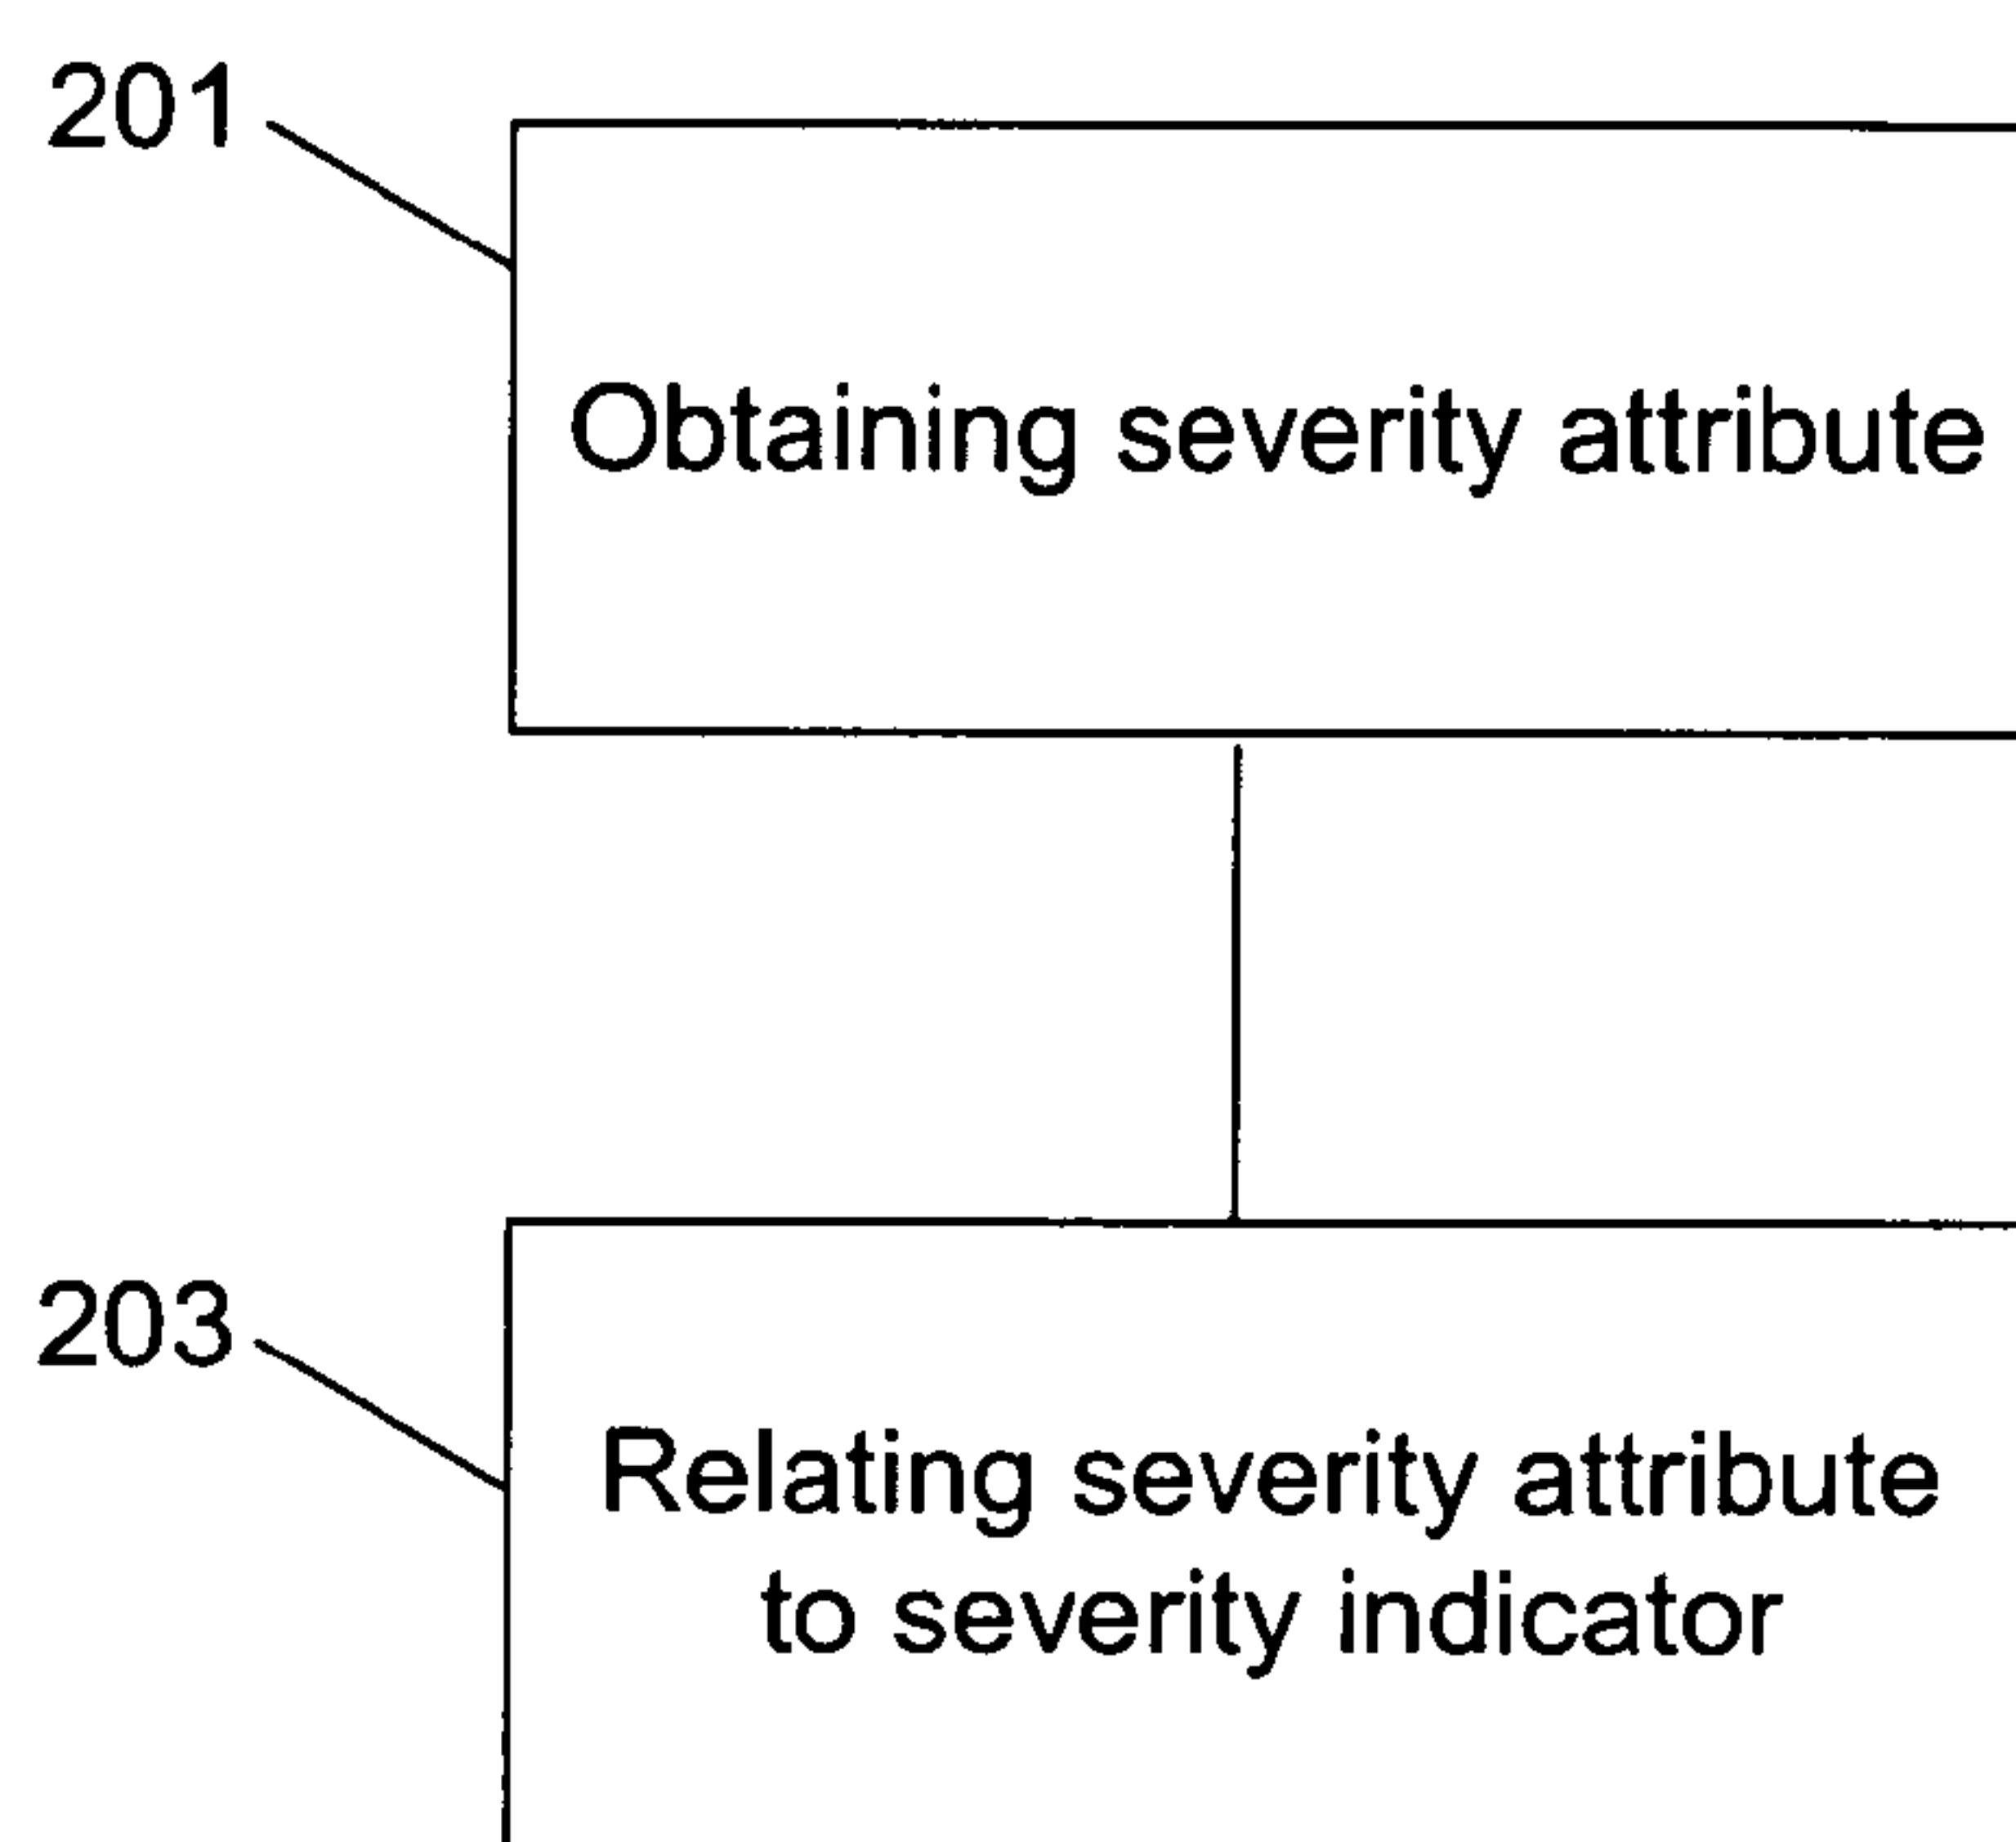 201
Obtaining severity attribute
203
Relating severity attribute
to severity indicator